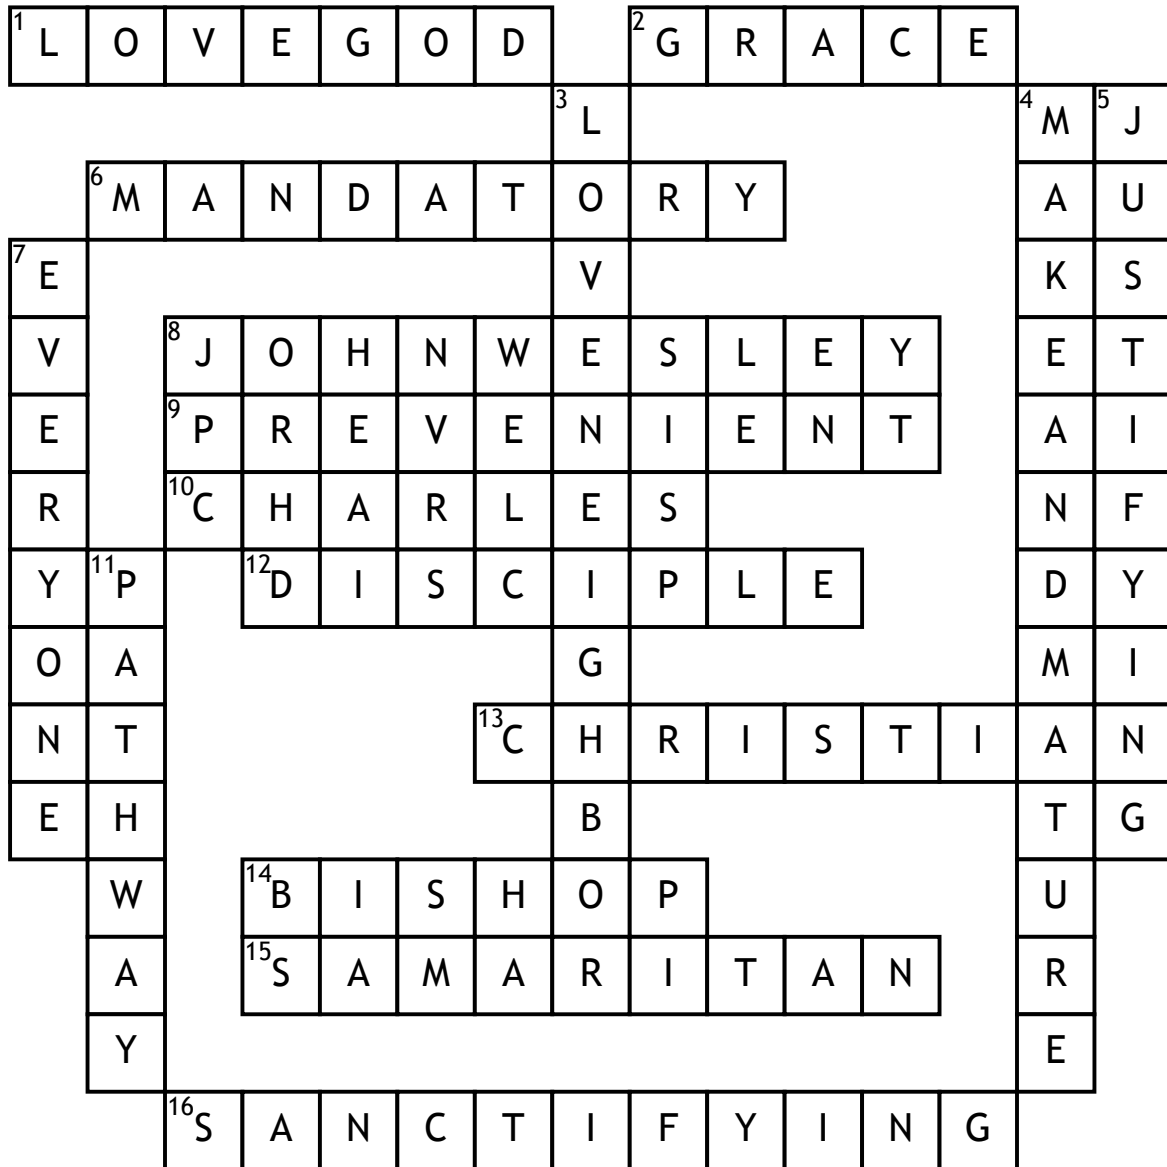 1 L O V E G O D 2 G R A C E
3 L 4 M 5 J
6 M A N D A T O R Y A U
7 E V K S
V 8 J O H N W E S L E Y E T
E 9 P R E V E N I E N T A I
R 10 C H A R L E S N F
Y 11 P 12 D I S C I P L E D Y
O A G M I
N T 13 C H R I S T I A N
E H B T G
W 14 B I S H O P U
A 15 S A M A R I T A N R
Y E
16 S A N C T I F Y I N G